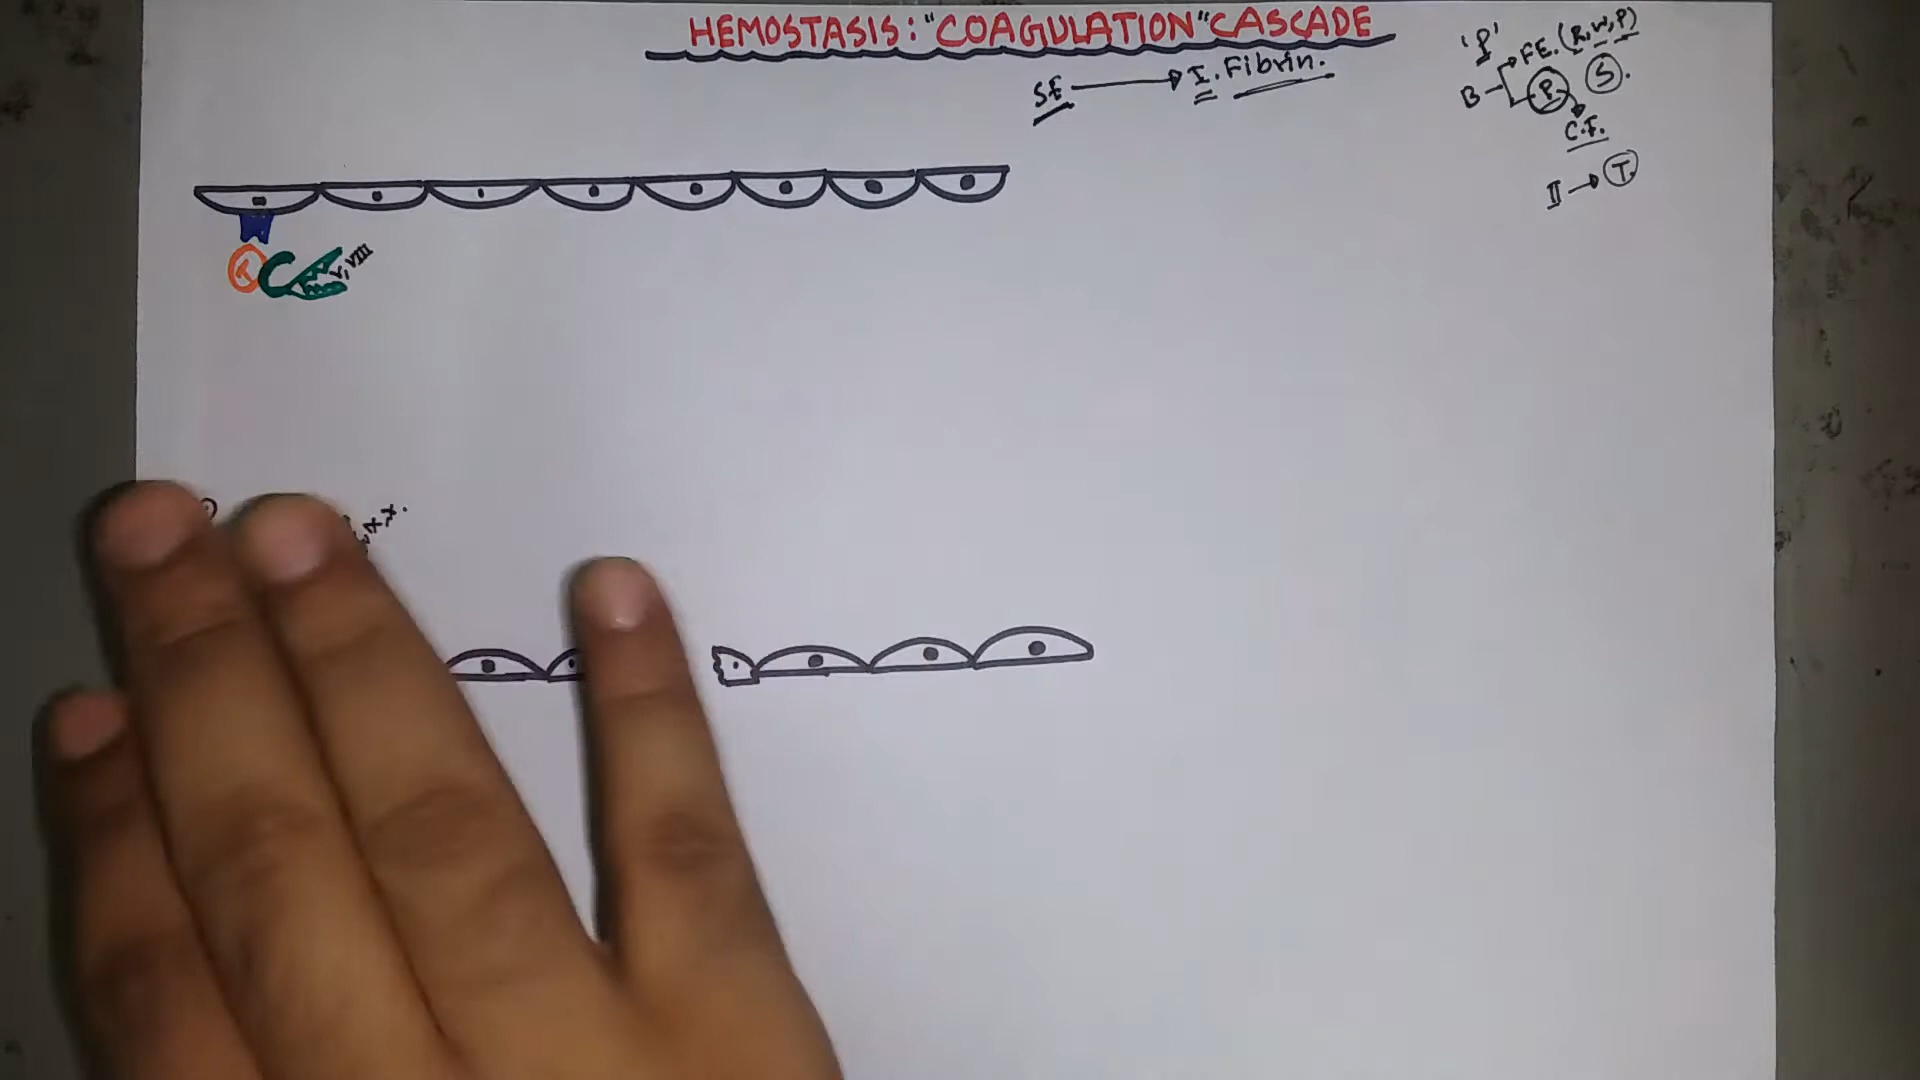 HEMOSTASIS: "COAGULATION" CASCADE
SE → I. Fibrin.
'P'
B → FE. (R, W, P)
P S.
C.F.
II → T
T C V, VIII